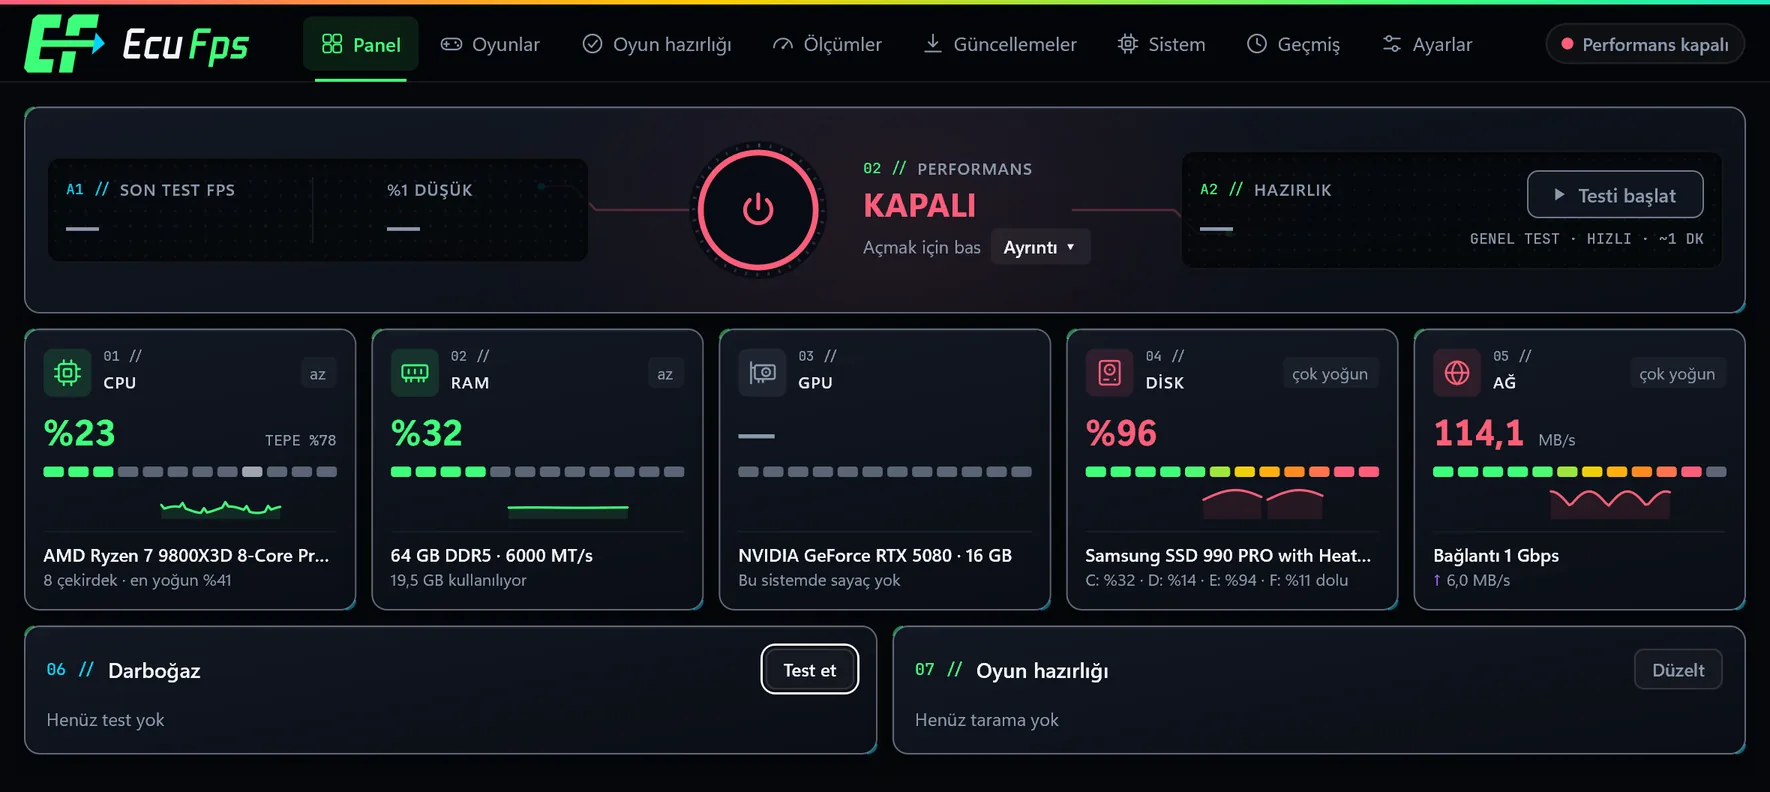 EF Ecu Fps
Panel
Oyunlar
Oyun hazırlığı
Ölçümler
Güncellemeler
Sistem
Geçmiş
Ayarlar
Performans kapalı
A1 // SON TEST FPS
—
%1 DÜŞÜK
—
02 // PERFORMANS
KAPALI
Açmak için bas
Ayrıntı ▼
A2 // HAZIRLIK
—
Testi başlat
GENEL TEST · HIZLI · ~1 DK
01 //
CPU
az
%23
TEPE %78
AMD Ryzen 7 9800X3D 8-Core Pr...
8 çekirdek · en yoğun %41
02 //
RAM
az
%32
64 GB DDR5 · 6000 MT/s
19,5 GB kullanılıyor
03 //
GPU
—
NVIDIA GeForce RTX 5080 · 16 GB
Bu sistemde sayaç yok
04 //
DİSK
çok yoğun
%96
Samsung SSD 990 PRO with Heat...
C: %32 · D: %14 · E: %94 · F: %11 dolu
05 //
AĞ
çok yoğun
114,1 MB/s
Bağlantı 1 Gbps
↑ 6,0 MB/s
06 // Darboğaz
Test et
Henüz test yok
07 // Oyun hazırlığı
Düzelt
Henüz tarama yok